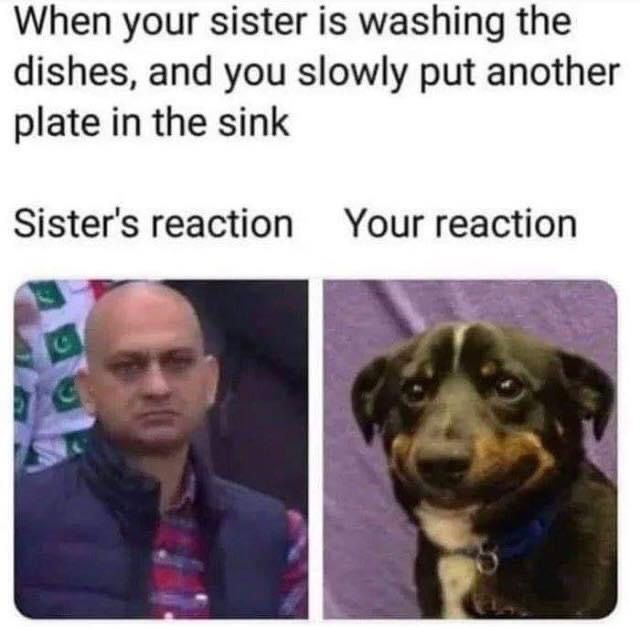 When your sister is washing the
dishes, and you slowly put another
plate in the sink
Sister's reaction Your reaction